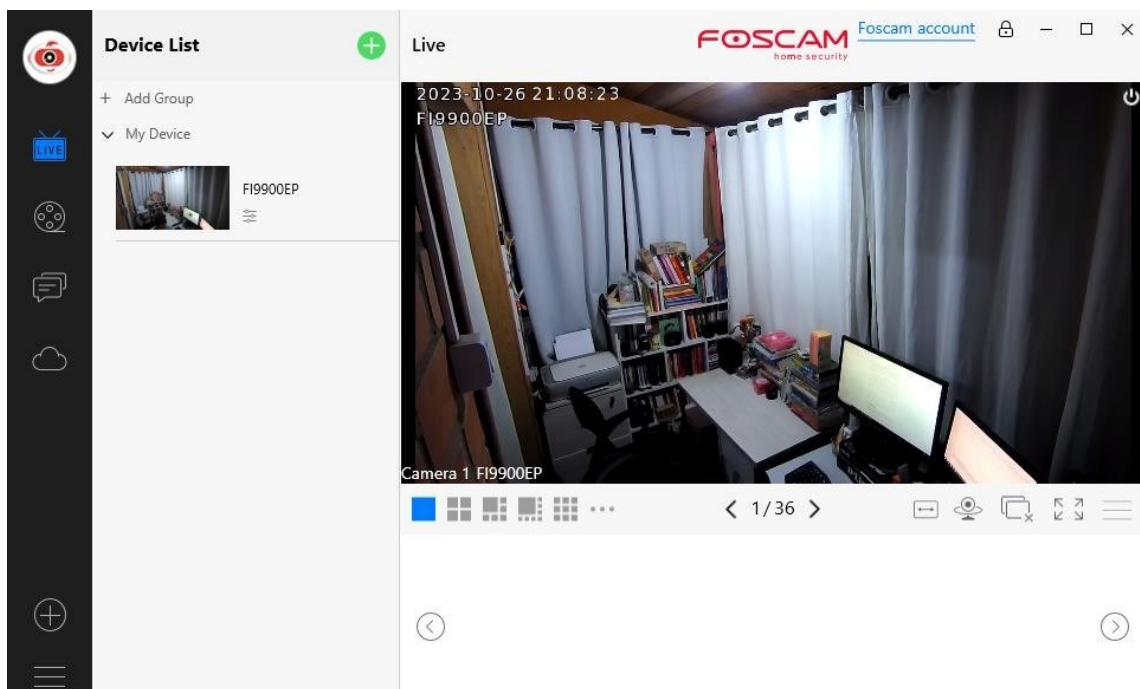 Device List
Live
FOSCAM
home security
Foscam account
+ Add Group
My Device
LIVE
FI9900EP
2023-10-26 21:08:23
FI9900EP
Camera 1 FI9900EP
1/36